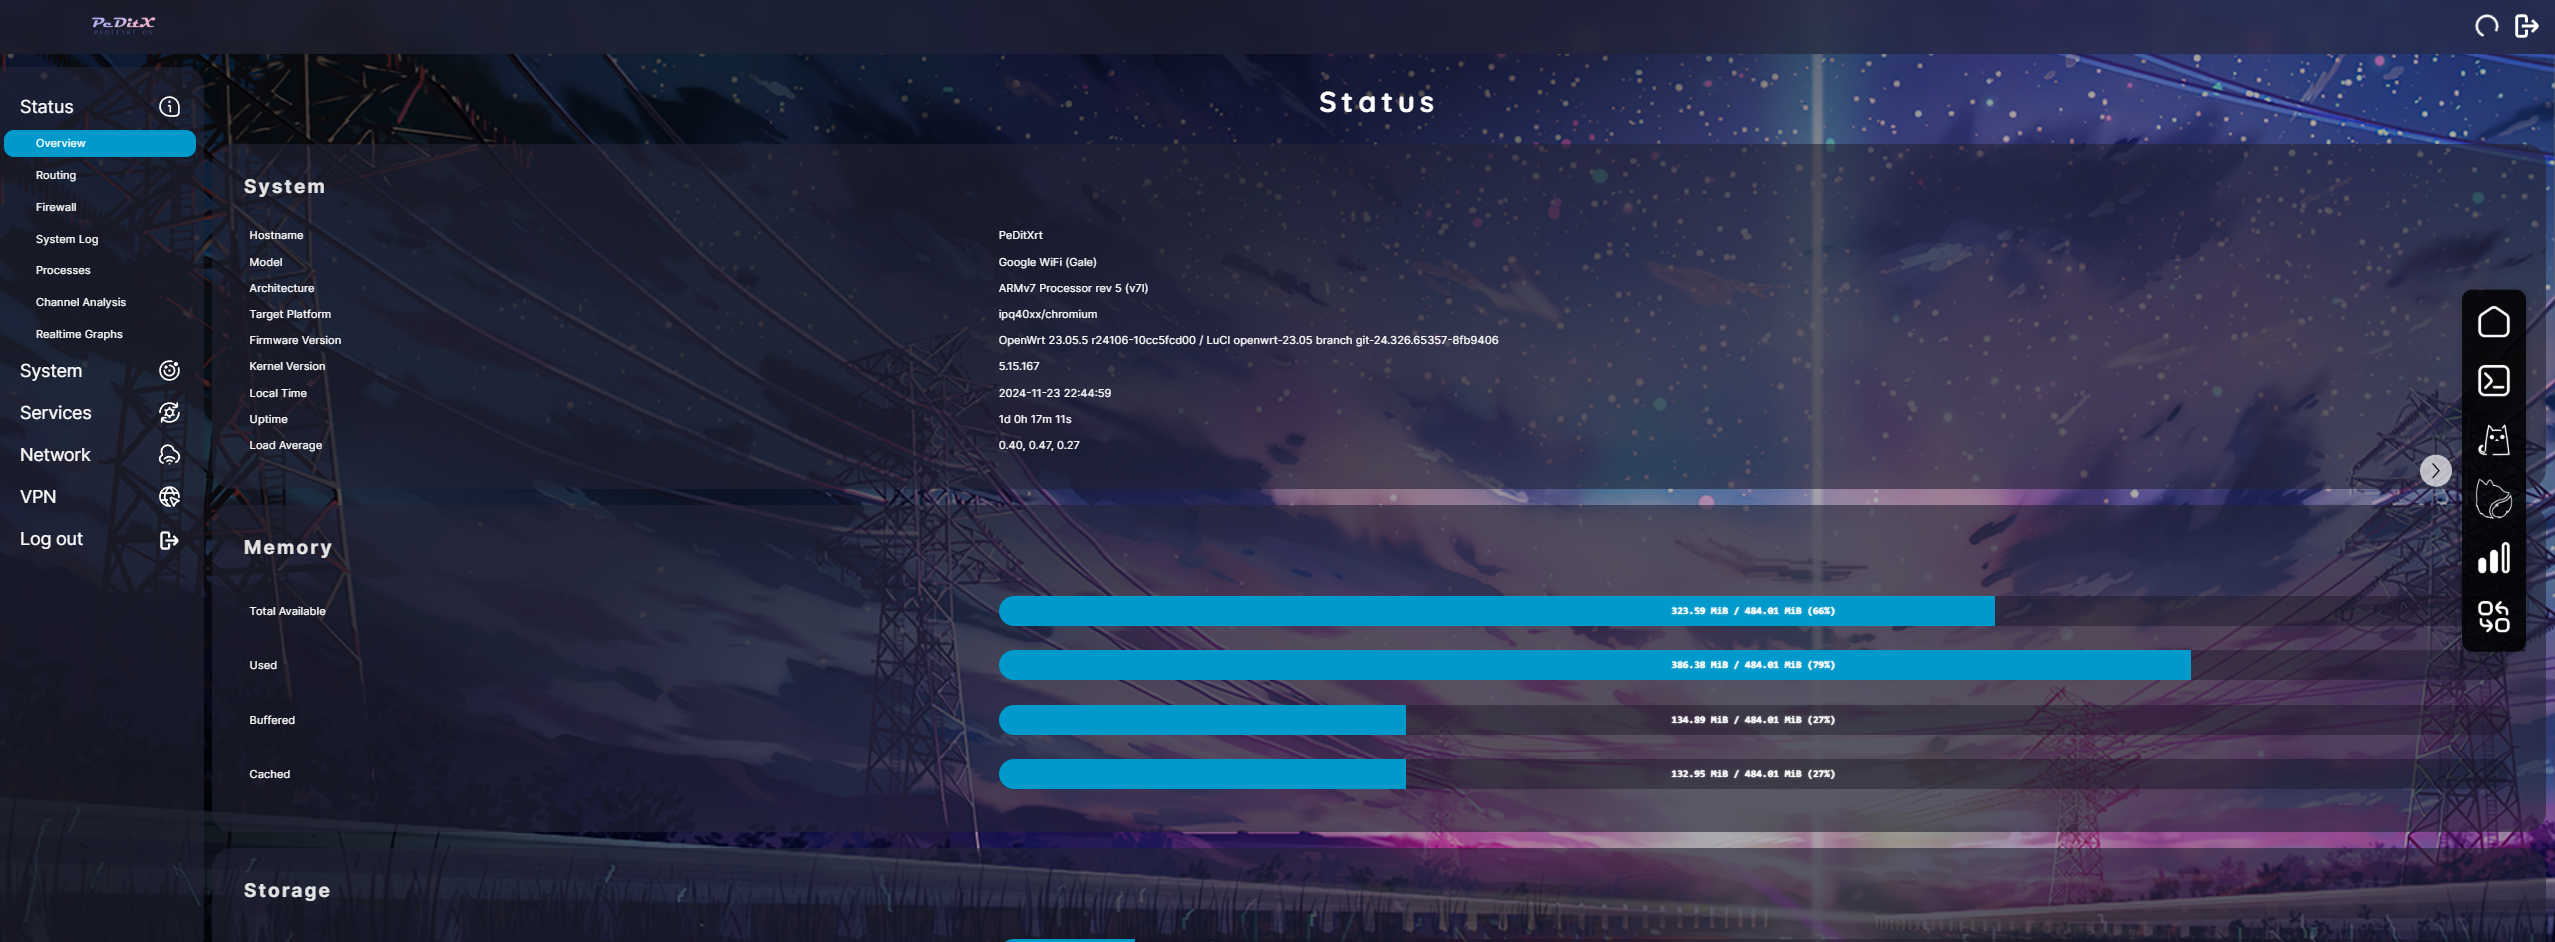 PeDitX
PEDITXRT OS
Status
Overview
Routing
Firewall
System Log
Processes
Channel Analysis
Realtime Graphs
System
Services
Network
VPN
Log out
Status
System
Hostname PeDitXrt
Model Google WiFi (Gale)
Architecture ARMv7 Processor rev 5 (v7l)
Target Platform ipq40xx/chromium
Firmware Version OpenWrt 23.05.5 r24106-10cc5fcd00 / LuCI openwrt-23.05 branch git-24.326.65357-8fb9406
Kernel Version 5.15.167
Local Time 2024-11-23 22:44:59
Uptime 1d 0h 17m 11s
Load Average 0.40, 0.47, 0.27
Memory
Total Available 323.59 MiB / 484.01 MiB (66%)
Used 386.38 MiB / 484.01 MiB (79%)
Buffered 134.89 MiB / 484.01 MiB (27%)
Cached 132.95 MiB / 484.01 MiB (27%)
Storage